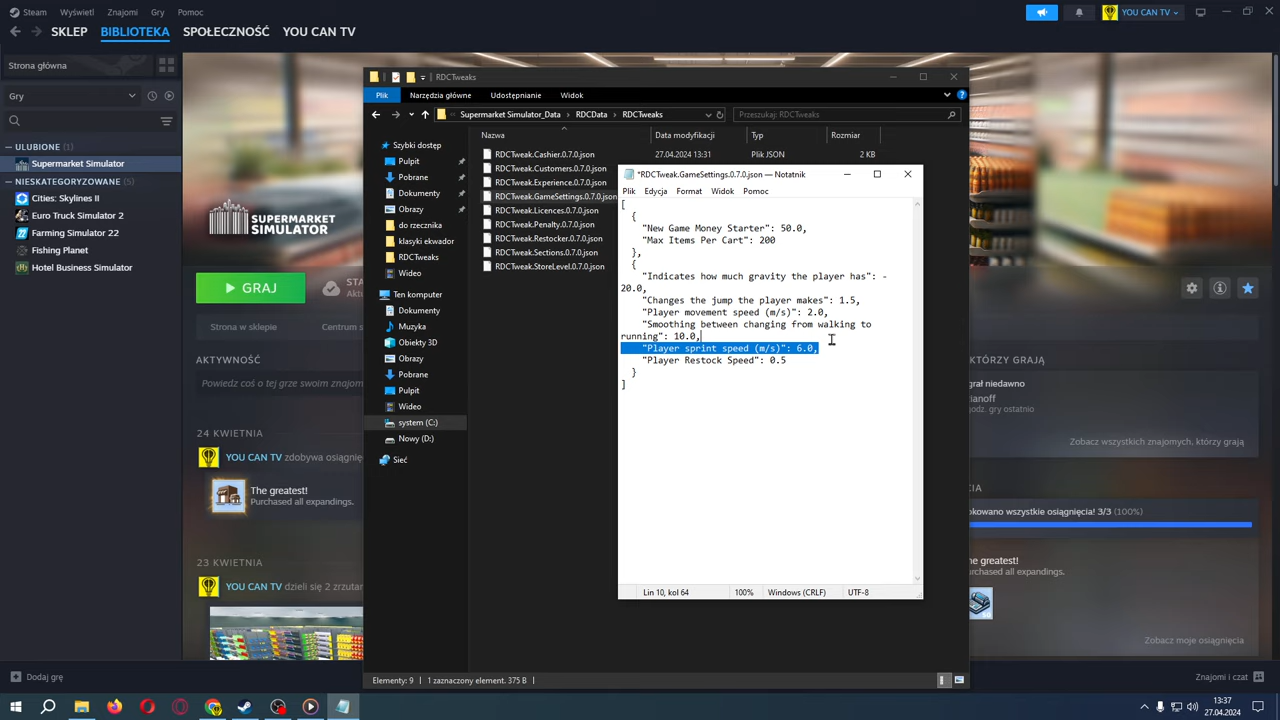 Steam Wyświetl Znajomi Gry Pomoc
YOU CAN TV
SKLEP BIBLIOTEKA SPOŁECZNOŚĆ YOU CAN TV
Strona główna
Gry
ULUBIONE (1)
Supermarket Simulator
NIESKATEGORYZOWANE (5)
Cities: Skylines II
Euro Truck Simulator 2
Farming Simulator 22
Fishing Planet
Hotel Business Simulator
SUPERMARKET
SIMULATOR
GRAJ
Strona w sklepie
Centrum s
AKTYWNOŚĆ
Powiedz coś o tej grze
24 KWIETNIA
YOU CAN TV zdobywa osiągnię
The greatest!
Purchased all expandings.
23 KWIETNIA
YOU CAN TV dzieli się 2 zrzutar
RDCTweaks
Plik Narzędzia główne Udostępnianie Widok
Supermarket Simulator_Data RDCData RDCTweaks
Przeszukaj: RDCTweaks
Nazwa Data modyfikacji Typ Rozmiar
Szybki dostęp
Pulpit
Pobrane
Dokumenty
Obrazy
do rzecznika
klasyki ekwador
RDCTweaks
Wideo
Ten komputer
Dokumenty
Muzyka
Obiekty 3D
Obrazy
Pobrane
Pulpit
Wideo
system (C:)
Nowy (D:)
Sieć
RDCTweak.Cashier.0.7.0.json 27.04.2024 13:31 Plik JSON 2 KB
RDCTweak.Customers.0.7.0.json
RDCTweak.Experience.0.7.0.json
RDCTweak.GameSettings.0.7.0.json
RDCTweak.Licences.0.7.0.json
RDCTweak.Penalty.0.7.0.json
RDCTweak.Restocker.0.7.0.json
RDCTweak.Sections.0.7.0.json
RDCTweak.StoreLevel.0.7.0.json
Elementy: 9 1 zaznaczony element. 375 B
*RDCTweak.GameSettings.0.7.0.json — Notatnik
Plik Edycja Format Widok Pomoc
[
{
"New Game Money Starter": 50.0,
"Max Items Per Cart": 200
},
{
"Indicates how much gravity the player has": -
20.0,
"Changes the jump the player makes": 1.5,
"Player movement speed (m/s)": 2.0,
"Smoothing between changing from walking to
running": 10.0,
"Player sprint speed (m/s)": 6.0,
"Player Restock Speed": 0.5
}
]
Lin 10, kol 64 100% Windows (CRLF) UTF-8
grał niedawno
ianoff
Zobacz wszystkich znajomych, którzy grają
okowano wszystkie osiągnięcia! 3/3 (100%)
he greatest!
urchased all expandings.
Zobacz moje osiągnięcia
Dodaj grę
Znajomi i czat
13:37
27.04.2024